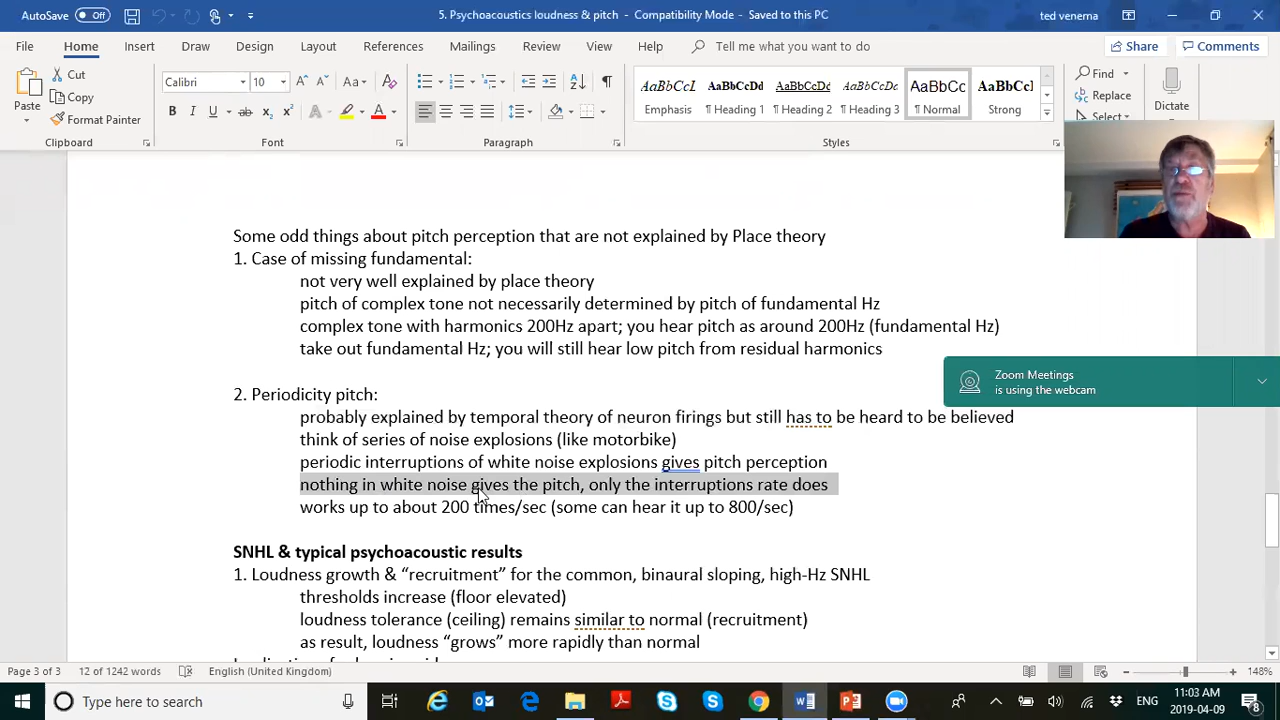 AutoSave Off
5. Psychoacoustics loudness & pitch - Compatibility Mode - Saved to this PC
ted venema
File Home Insert Draw Design Layout References Mailings Review View Help Tell me what you want to do
Share Comments
Paste
Cut
Copy
Format Painter
Calibri 10
AaBbCcL Emphasis
AaBbCcDd ¶ Heading 1
AaBbCcDd ¶ Heading 2
AaBbCcDd ¶ Heading 3
AaBbCc ¶ Normal
AaBbCcl Strong
Find
Replace
Select
Dictate
Clipboard Font Paragraph Styles
Some odd things about pitch perception that are not explained by Place theory
1. Case of missing fundamental:
not very well explained by place theory
pitch of complex tone not necessarily determined by pitch of fundamental Hz
complex tone with harmonics 200Hz apart; you hear pitch as around 200Hz (fundamental Hz)
take out fundamental Hz; you will still hear low pitch from residual harmonics
Zoom Meetings
is using the webcam
2. Periodicity pitch:
probably explained by temporal theory of neuron firings but still has to be heard to be believed
think of series of noise explosions (like motorbike)
periodic interruptions of white noise explosions gives pitch perception
nothing in white noise gives the pitch, only the interruptions rate does
works up to about 200 times/sec (some can hear it up to 800/sec)
SNHL & typical psychoacoustic results
1. Loudness growth & “recruitment” for the common, binaural sloping, high-Hz SNHL
thresholds increase (floor elevated)
loudness tolerance (ceiling) remains similar to normal (recruitment)
as result, loudness “grows” more rapidly than normal
Page 3 of 3 12 of 1242 words English (United Kingdom)
148%
Type here to search
ENG
11:03 AM
2019-04-09
8